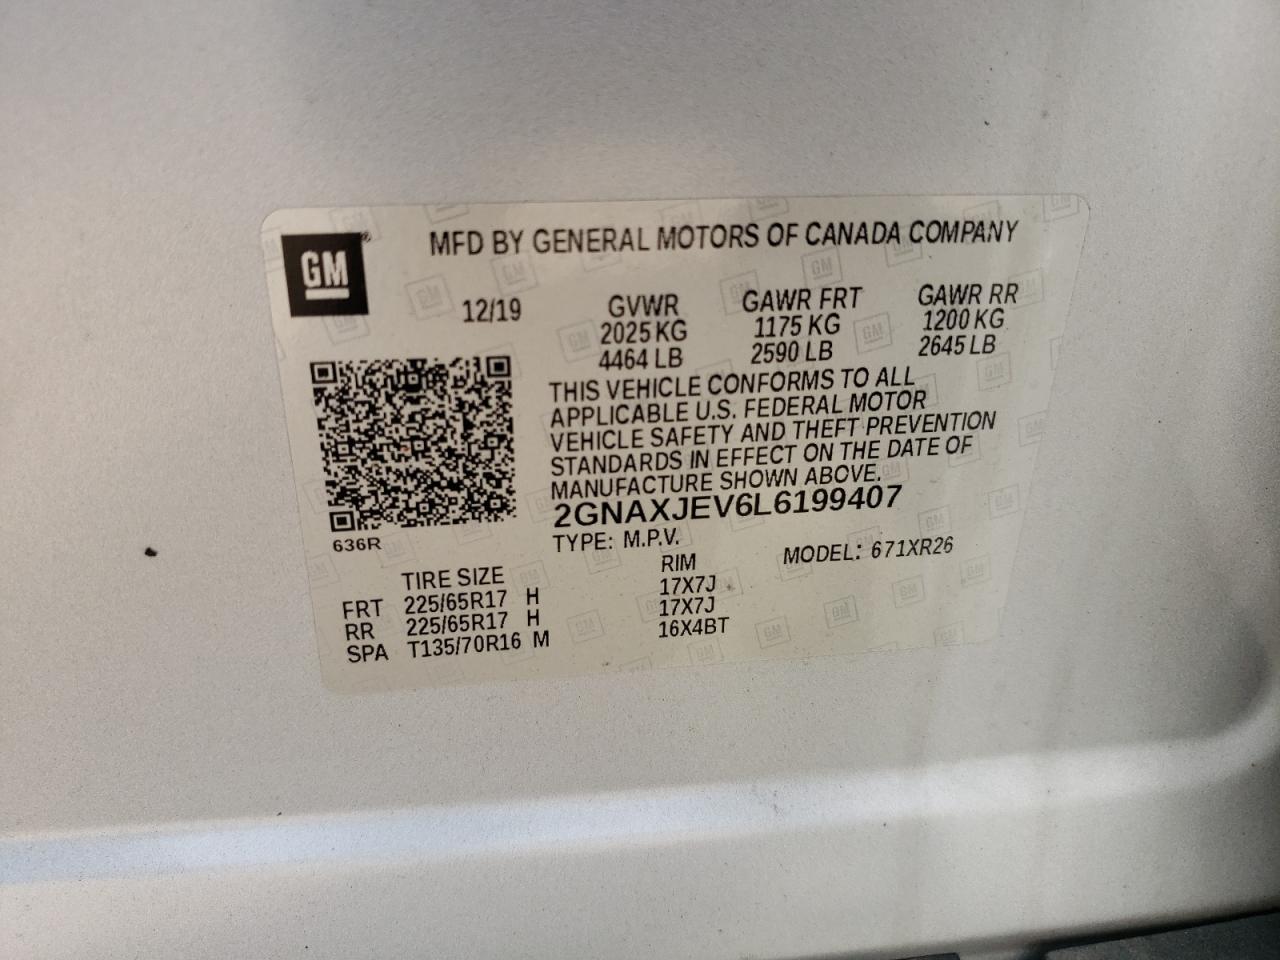 GM
MFD BY GENERAL MOTORS OF CANADA COMPANY
12/19 GVWR GAWR FRT GAWR RR
2025 KG 1175 KG 1200 KG
4464 LB 2590 LB 2645 LB
THIS VEHICLE CONFORMS TO ALL
APPLICABLE U.S. FEDERAL MOTOR
VEHICLE SAFETY AND THEFT PREVENTION
STANDARDS IN EFFECT ON THE DATE OF
MANUFACTURE SHOWN ABOVE.
2GNAXJEV6L6199407
636R
TYPE: M.P.V. MODEL: 671XR26
TIRE SIZE RIM
FRT 225/65R17 H 17X7J
RR 225/65R17 H 17X7J
SPA T135/70R16 M 16X4BT